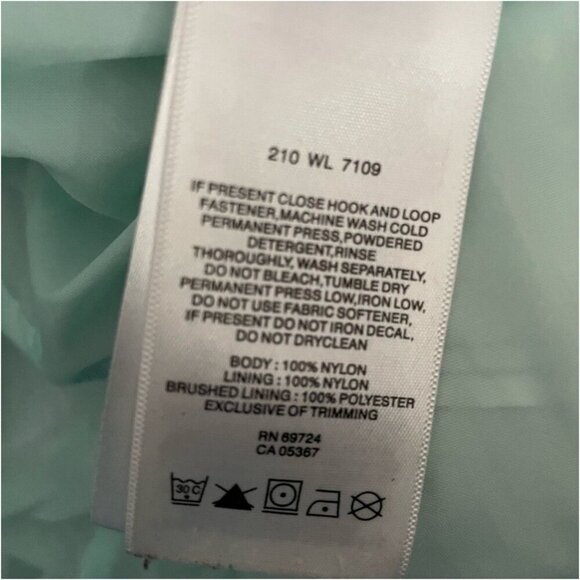 210 WL 7109
IF PRESENT CLOSE HOOK AND LOOP
FASTENER,MACHINE WASH COLD
PERMANENT PRESS,POWDERED
DETERGENT,RINSE
THOROUGHLY, WASH SEPARATELY,
DO NOT BLEACH,TUMBLE DRY
PERMANENT PRESS LOW,IRON LOW,
DO NOT USE FABRIC SOFTENER,
IF PRESENT DO NOT IRON DECAL,
DO NOT DRYCLEAN
BODY : 100% NYLON
LINING : 100% NYLON
BRUSHED LINING : 100% POLYESTER
EXCLUSIVE OF TRIMMING
RN 69724
CA 05367
30 C